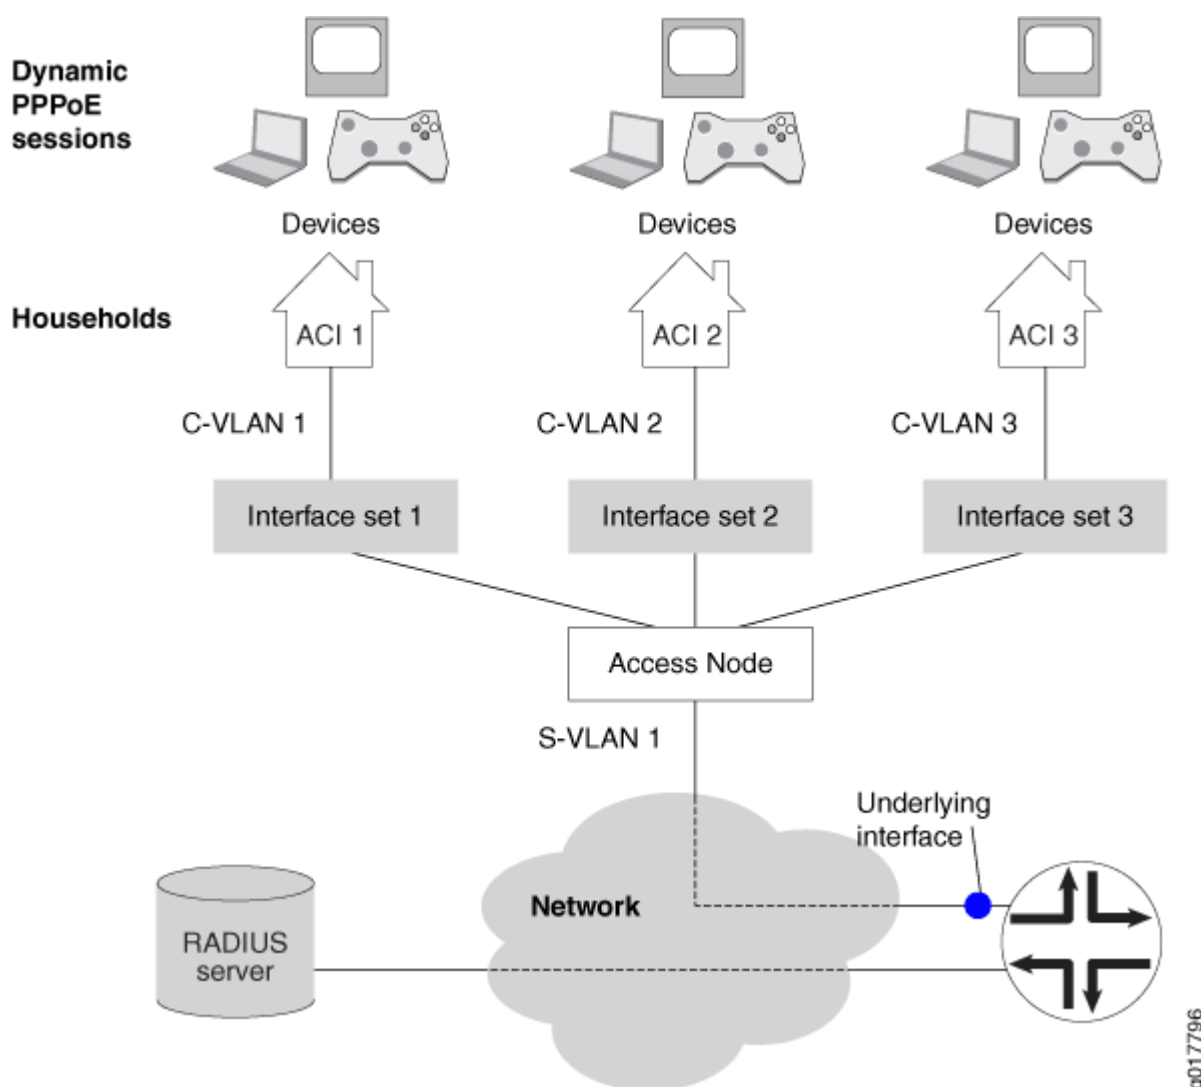 Dynamic
PPPoE
sessions
Devices
Devices
Devices
Households
ACI 1
ACI 2
ACI 3
C-VLAN 1
C-VLAN 2
C-VLAN 3
Interface set 1
Interface set 2
Interface set 3
Access Node
S-VLAN 1
Underlying
interface
Network
RADIUS
server
g017796